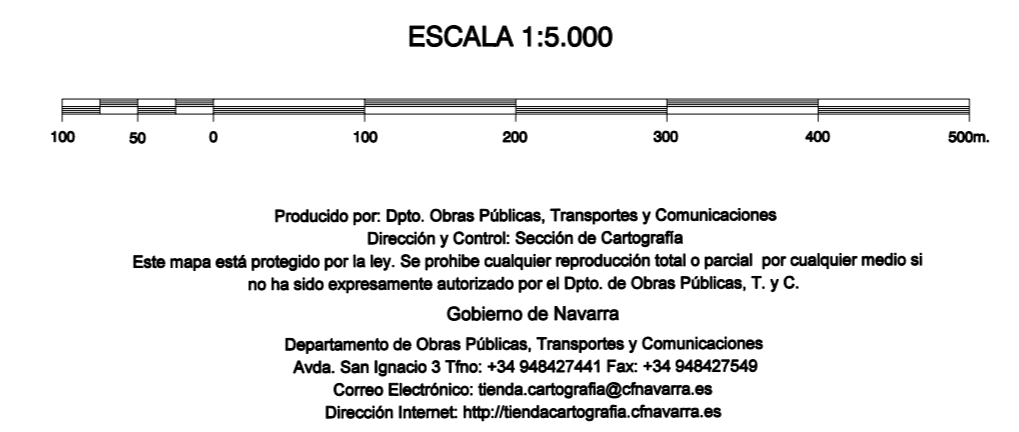 ESCALA 1:5.000
100 50 0 100 200 300 400 500m.
Producido por: Dpto. Obras Públicas, Transportes y Comunicaciones
Dirección y Control: Sección de Cartografía
Este mapa está protegido por la ley. Se prohibe cualquier reproducción total o parcial por cualquier medio si
no ha sido expresamente autorizado por el Dpto. de Obras Públicas, T. y C.
Gobierno de Navarra
Departamento de Obras Públicas, Transportes y Comunicaciones
Avda. San Ignacio 3 Tfno: +34 948427441 Fax: +34 948427549
Correo Electrónico: tienda.cartografia@cfnavarra.es
Dirección Internet: http://tiendacartografia.cfnavarra.es